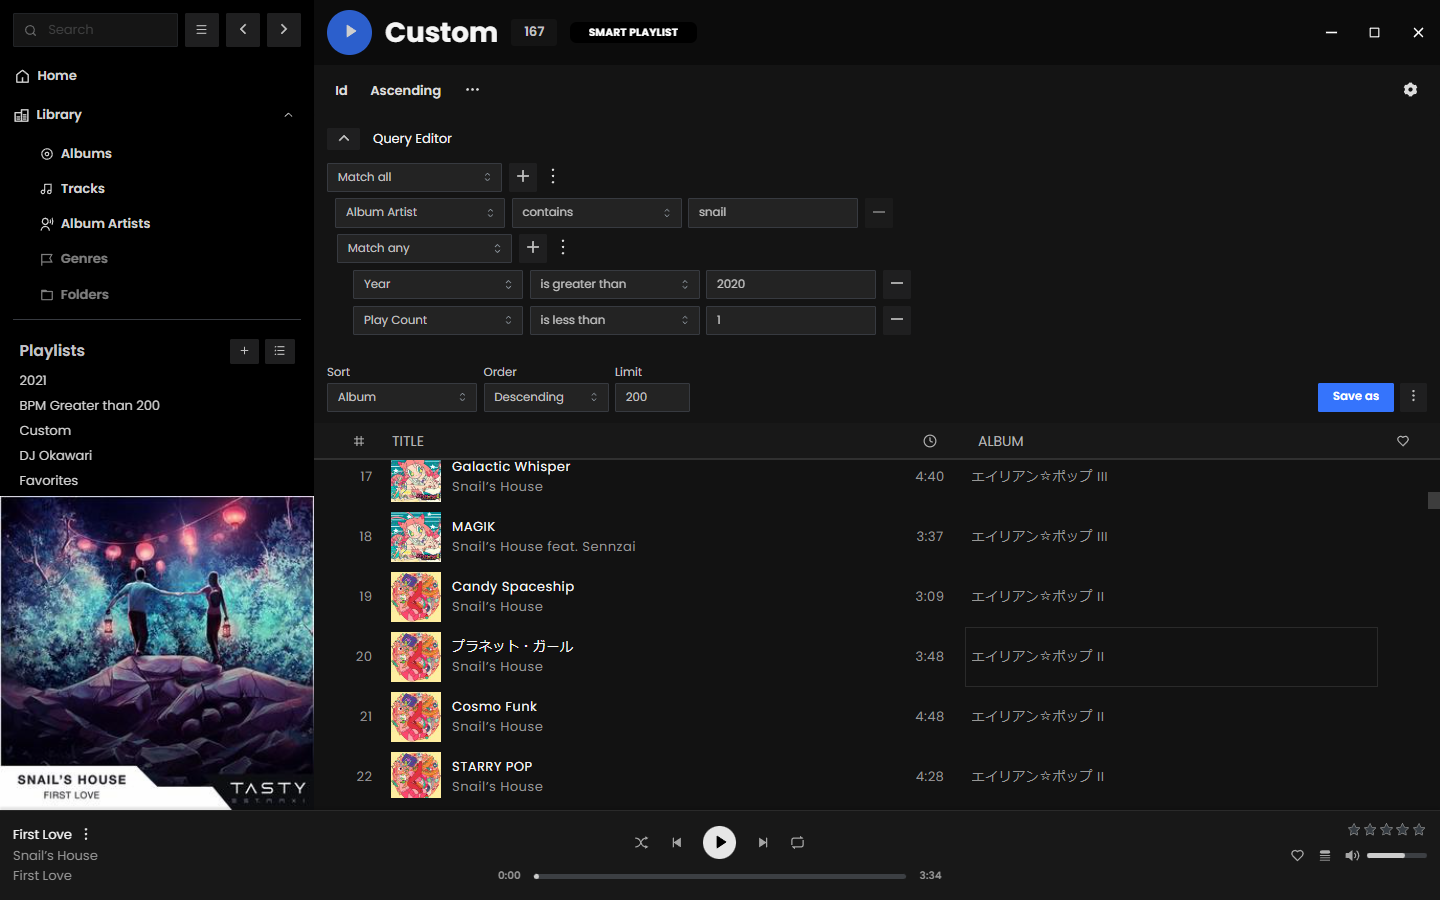 Search
Home
Library
Albums
Tracks
Album Artists
Genres
Folders
Playlists
2021
BPM Greater than 200
Custom
DJ Okawari
Favorites
SNAIL'S HOUSE
FIRST LOVE
TASTY
Custom
167
SMART PLAYLIST
Id
Ascending
Query Editor
Match all
Album Artist
contains
snail
Match any
Year
is greater than
2020
Play Count
is less than
1
Sort
Order
Limit
Album
Descending
200
Save as
# TITLE ALBUM
17 Galactic Whisper 4:40 エイリアン☆ポップ III
Snail's House
18 MAGIK 3:37 エイリアン☆ポップ III
Snail's House feat. Sennzai
19 Candy Spaceship 3:09 エイリアン☆ポップ II
Snail's House
20 プラネット・ガール 3:48 エイリアン☆ポップ II
Snail's House
21 Cosmo Funk 4:48 エイリアン☆ポップ II
Snail's House
22 STARRY POP 4:28 エイリアン☆ポップ II
Snail's House
First Love
Snail's House
First Love
0:00
3:34